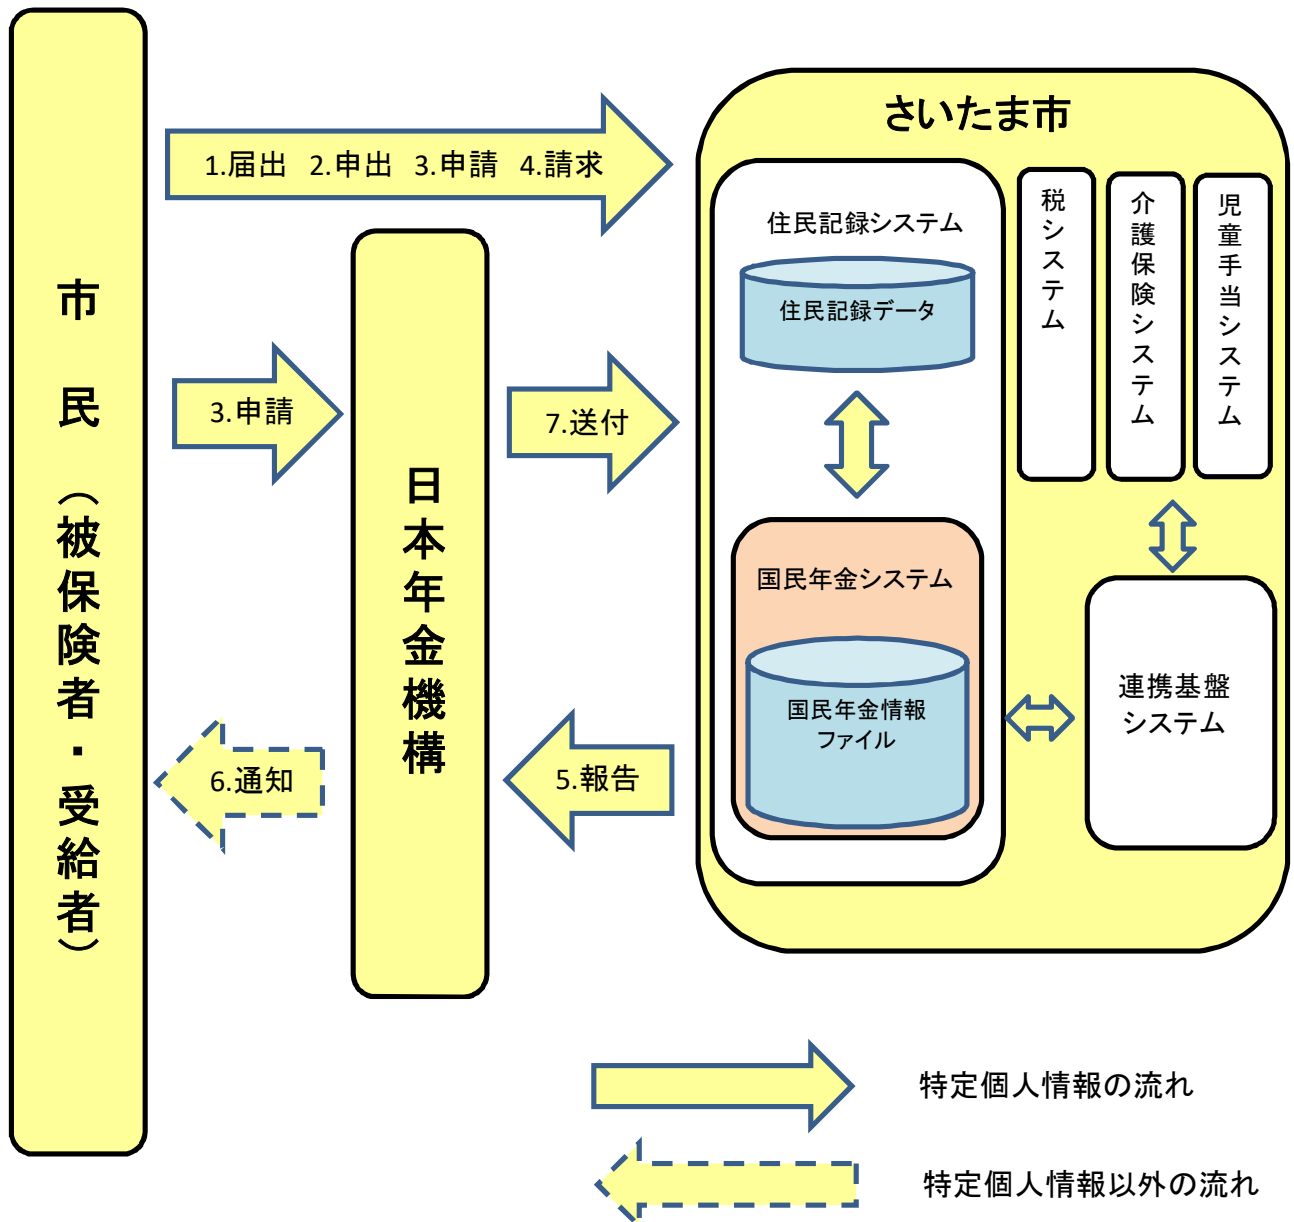 市民（被保険者・受給者）
1.届出 2.申出 3.申請 4.請求
3.申請
日本年金機構
7.送付
5.報告
6.通知
さいたま市
住民記録システム
住民記録データ
国民年金システム
国民年金情報
ファイル
税システム
介護保険システム
児童手当システム
連携基盤
システム
特定個人情報の流れ
特定個人情報以外の流れ